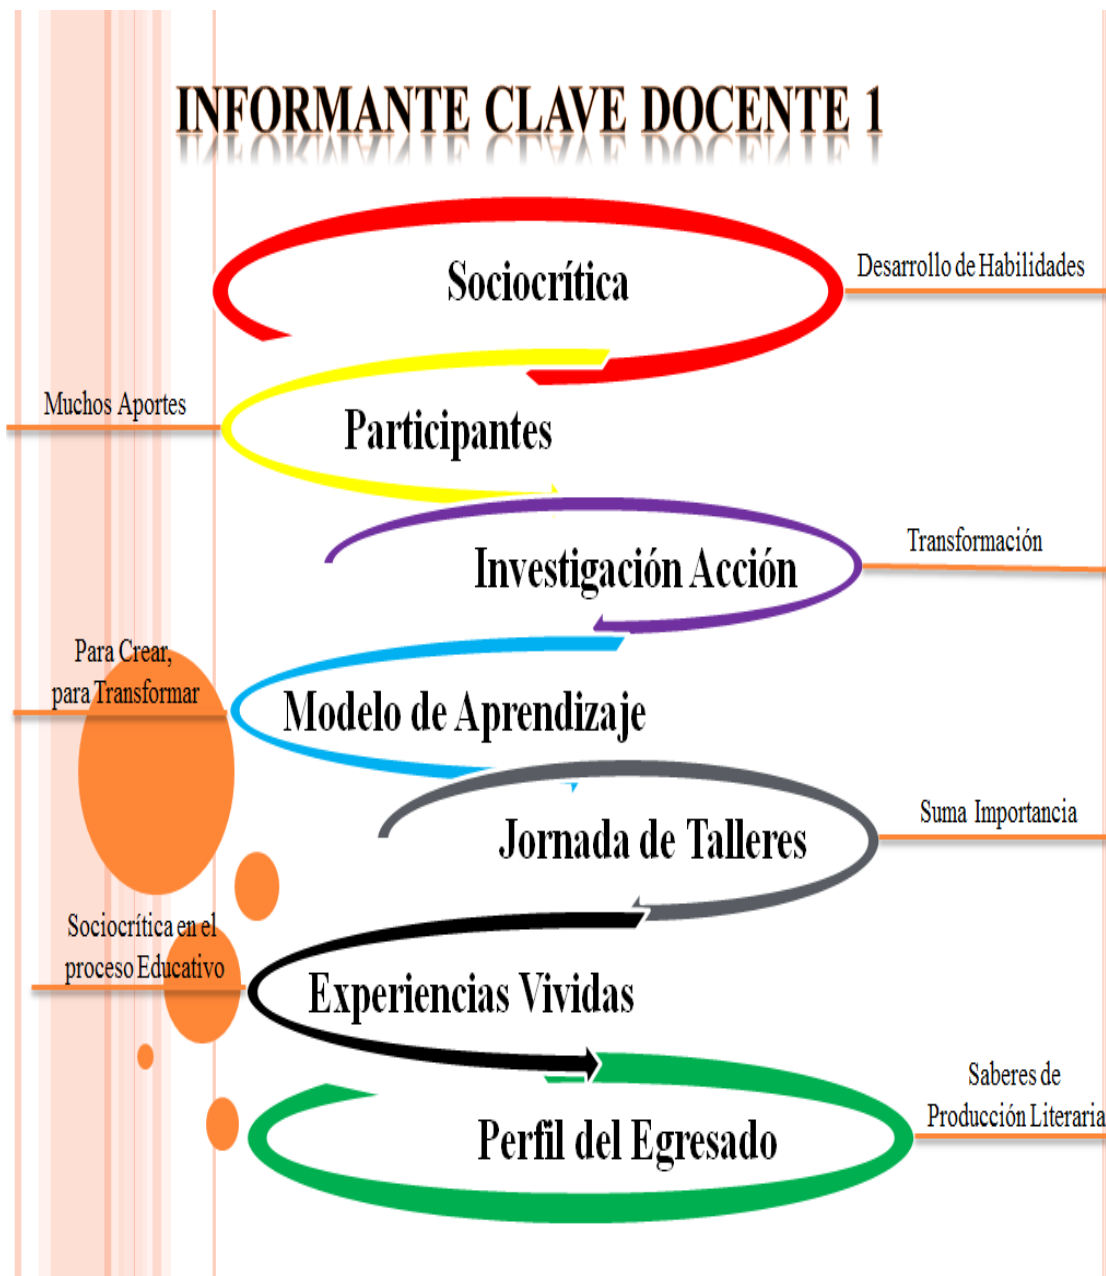 INFORMANTE CLAVE DOCENTE 1
Sociocrítica
Desarrollo de Habilidades
Muchos Aportes
Participantes
Transformación
Investigación Acción
Para Crear,
para Transformar
Modelo de Aprendizaje
Suma Importancia
Jornada de Talleres
Sociocrítica en el
proceso Educativo
Experiencias Vividas
Saberes de
Producción Literaria
Perfil del Egresado